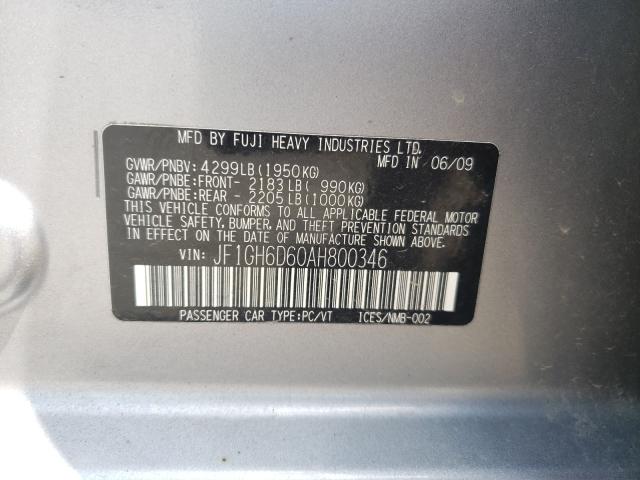 MFD BY FUJI HEAVY INDUSTRIES LTD.
MFD IN 06/09
GVWR/PNBV: 4299LB(1950KG)
GAWR/PNBE: FRONT- 2183LB( 990KG)
GAWR/PNBE: REAR - 2205LB(1000KG)
THIS VEHICLE CONFORMS TO ALL APPLICABLE FEDERAL MOTOR
VEHICLE SAFETY, BUMPER, AND THEFT PREVENTION STANDARDS
IN EFFECT ON THE DATE OF MANUFACTURE SHOWN ABOVE.
VIN: JF1GH6D60AH800346
PASSENGER CAR TYPE:PC/VT ICES/NMB-002